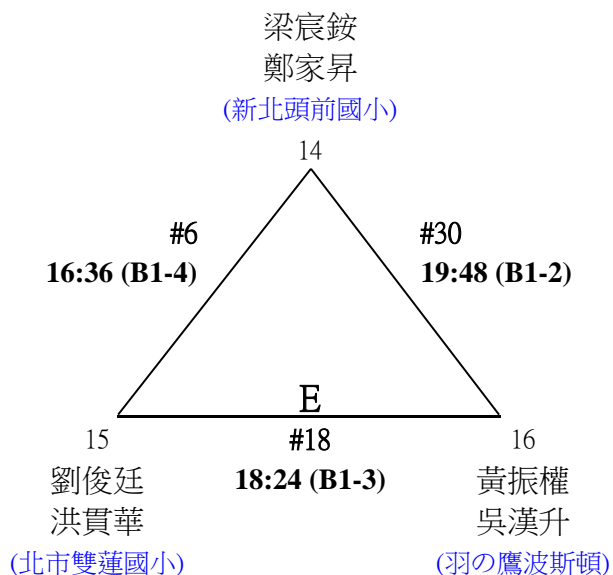 梁宸銨
鄭家昇
(新北頭前國小)
14
#6
#30
16:36 (B1-4)
19:48 (B1-2)
E
15
#18
16
劉俊廷
18:24 (B1-3)
黃振權
洪貫華
吳漢升
(北市雙蓮國小)
(羽の鷹波斯頓)